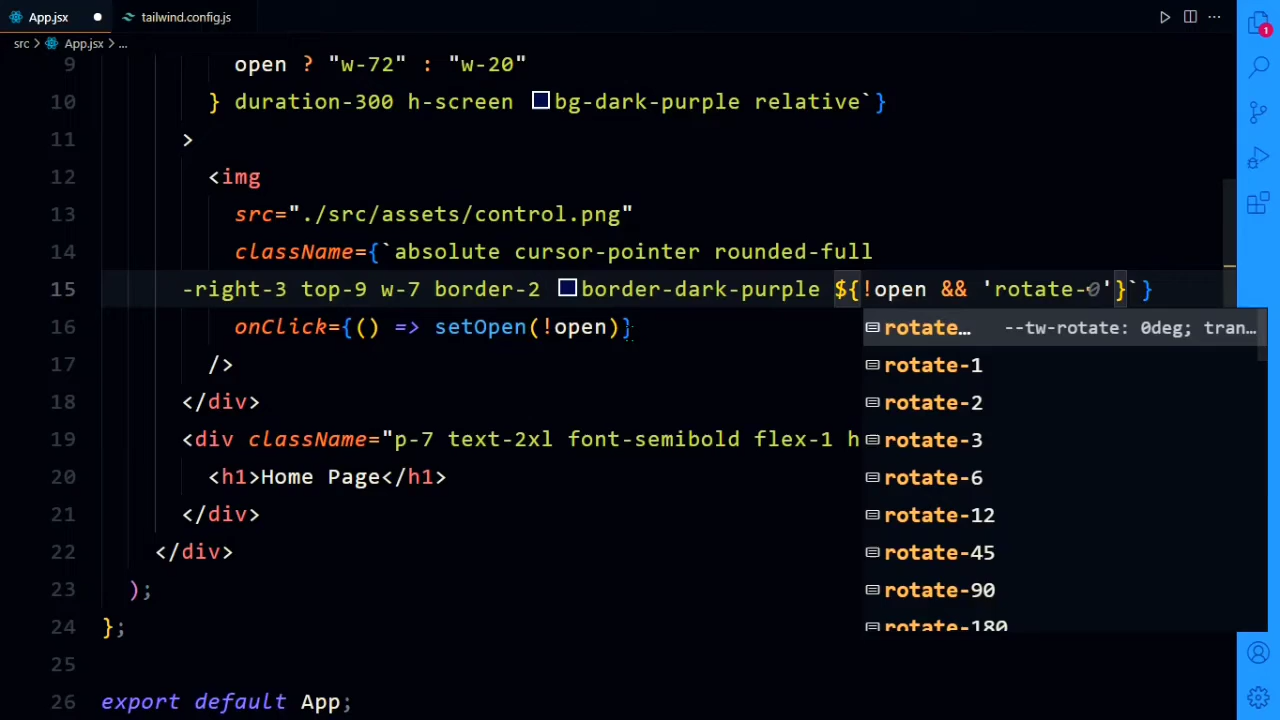 App.jsx
tailwind.config.js
src > App.jsx > ...
1
9 open ? "w-72" : "w-20"
10 } duration-300 h-screen bg-dark-purple relative`}
11 >
12 <img
13 src="./src/assets/control.png"
14 className={`absolute cursor-pointer rounded-full
15 -right-3 top-9 w-7 border-2 border-dark-purple ${!open && 'rotate-0'}`}
16 onClick={() => setOpen(!open)}
rotate… --tw-rotate: 0deg; tran…
17 />
rotate-1
18 </div>
rotate-2
19 <div className="p-7 text-2xl font-semibold flex-1 h
rotate-3
20 <h1>Home Page</h1>
rotate-6
21 </div>
rotate-12
22 </div>
rotate-45
23 );
rotate-90
24 };
rotate-180
25
26 export default App;